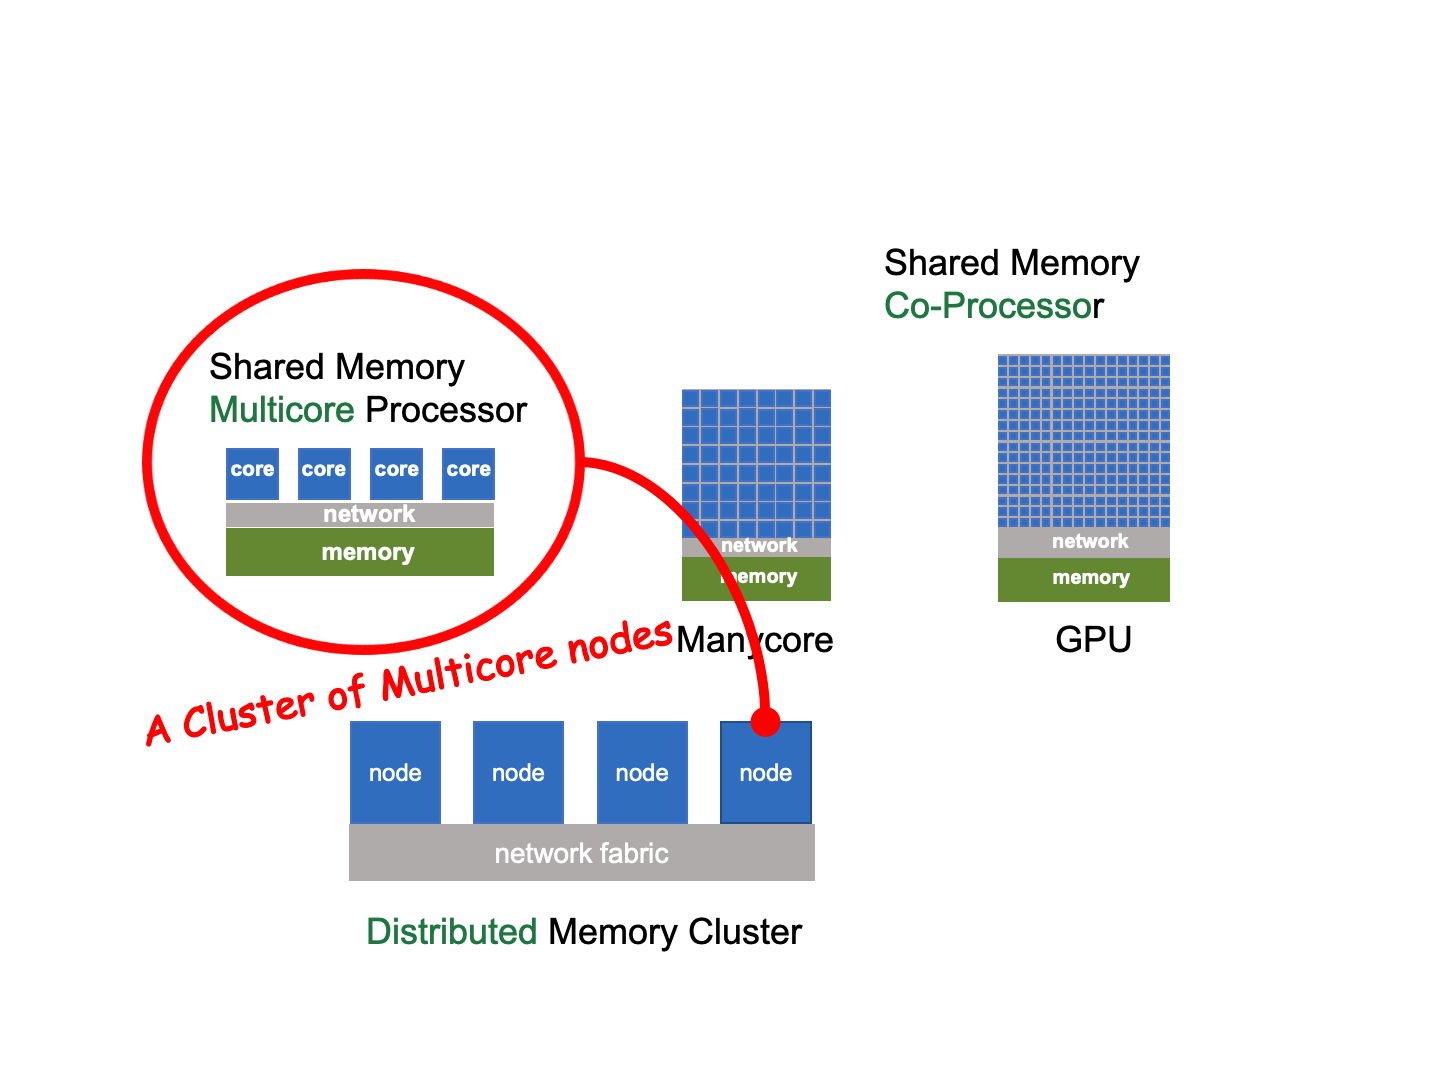 Shared Memory
Co-Processor
Shared Memory
Multicore Processor
core core core core
network
memory
network
memory
Manycore
network
memory
GPU
A Cluster of Multicore nodes
node node node node
network fabric
Distributed Memory Cluster